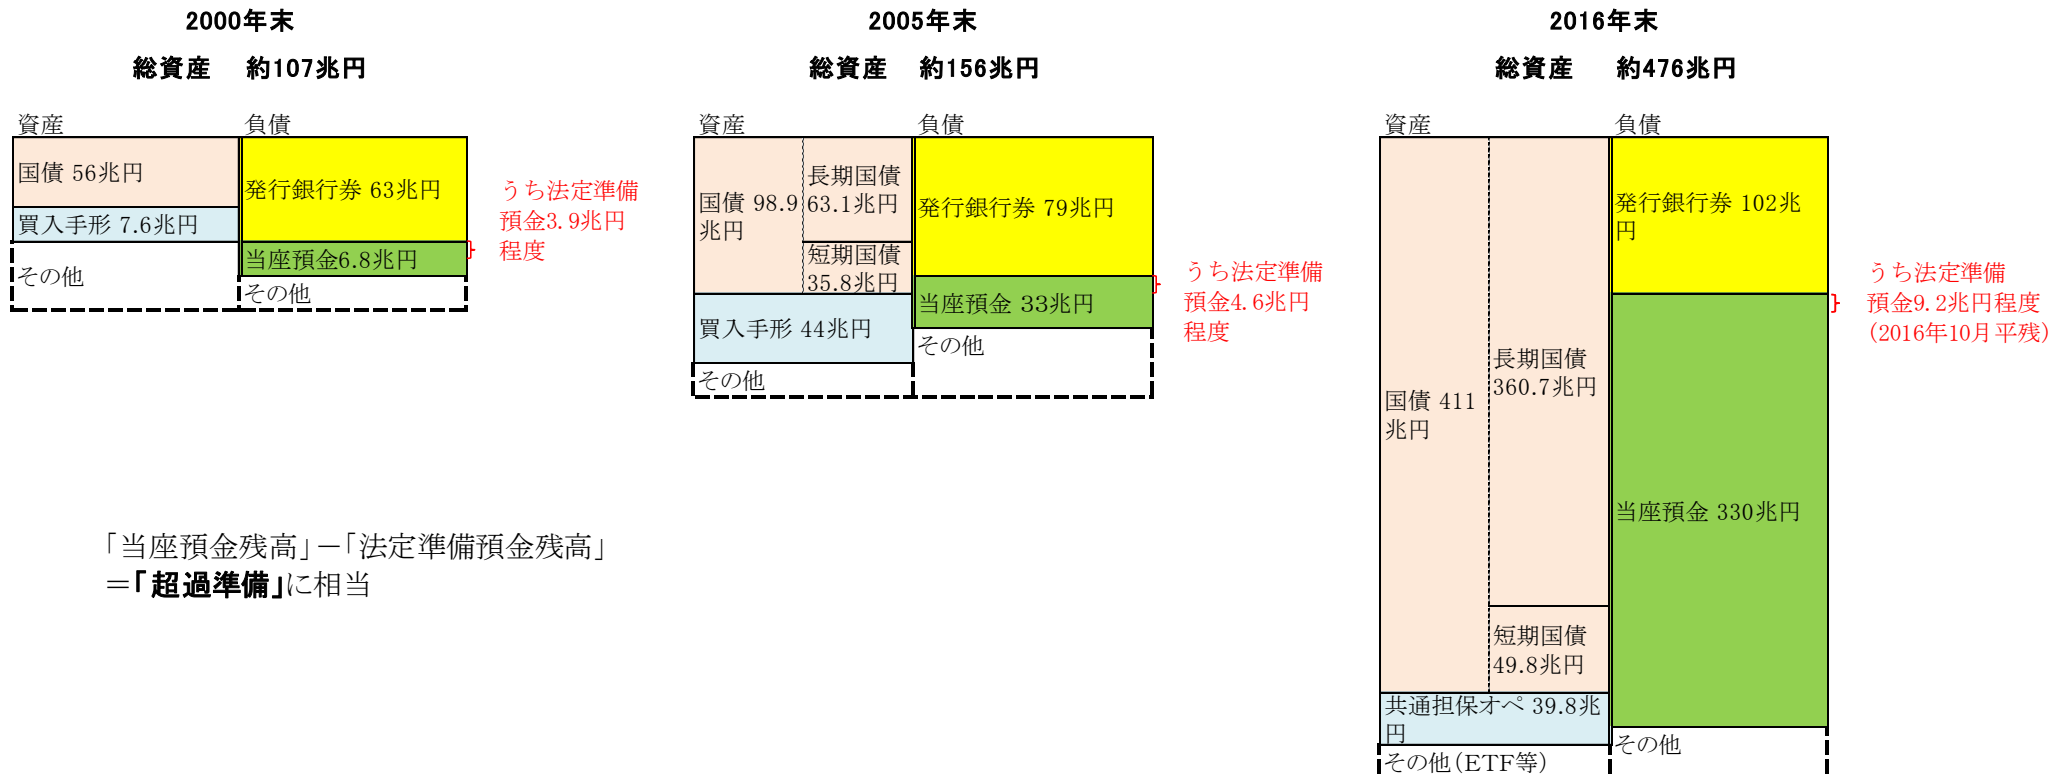 2000年末
総資産 約107兆円
資産
負債
国債 56兆円
買入手形 7.6兆円
その他
発行銀行券 63兆円
当座預金6.8兆円
その他
うち法定準備
預金3.9兆円
程度
2005年末
総資産 約156兆円
資産
負債
国債 98.9
兆円
長期国債
63.1兆円
短期国債
35.8兆円
買入手形 44兆円
その他
発行銀行券 79兆円
当座預金 33兆円
その他
うち法定準備
預金4.6兆円
程度
2016年末
総資産 約476兆円
資産
負債
国債 411
兆円
長期国債
360.7兆円
短期国債
49.8兆円
共通担保オペ 39.8兆
円
その他(ETF等)
発行銀行券 102兆
円
当座預金 330兆円
その他
うち法定準備
預金9.2兆円程度
(2016年10月平残)
「当座預金残高」-「法定準備預金残高」
=「超過準備」に相当